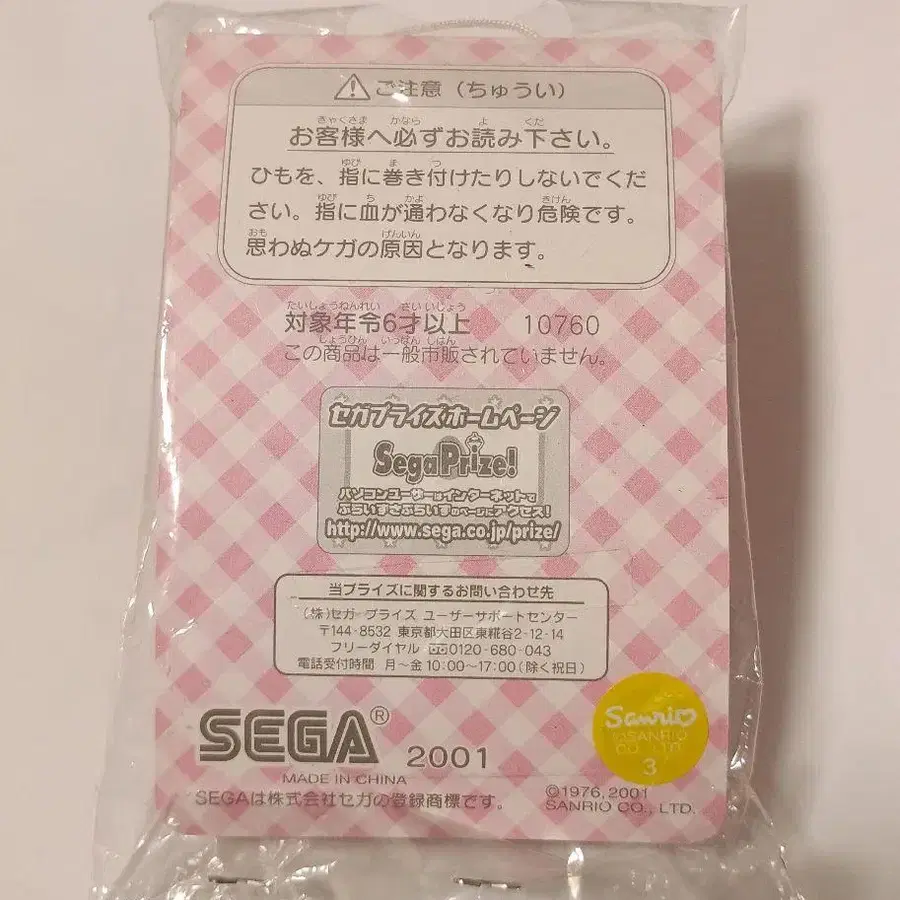 ご注意（ちゅうい）
お客様へ必ずお読み下さい。
ひもを、指に巻き付けたりしないでくだ
さい。指に血が通わなくなり危険です。
思わぬケガの原因となります。
対象年令6才以上 10760
この商品は一般市販されていません。
セガプライズホームページ
SegaPrize!
パソコンユーザーはインターネットで
ぷらいずさぷらいずのページにアクセス!
http://www.sega.co.jp/prize/
当プライズに関するお問い合わせ先
(株)セガ プライズ ユーザーサポートセンター
〒144-8532 東京都大田区東糀谷2-12-14
フリーダイヤル 0120-680-043
電話受付時間 月～金 10:00～17:00(除く祝日)
SEGA® 2001
MADE IN CHINA
SEGAは株式会社セガの登録商標です。
Sanrio
©SANRIO
CO., LTD.
3
©1976, 2001
SANRIO CO., LTD.